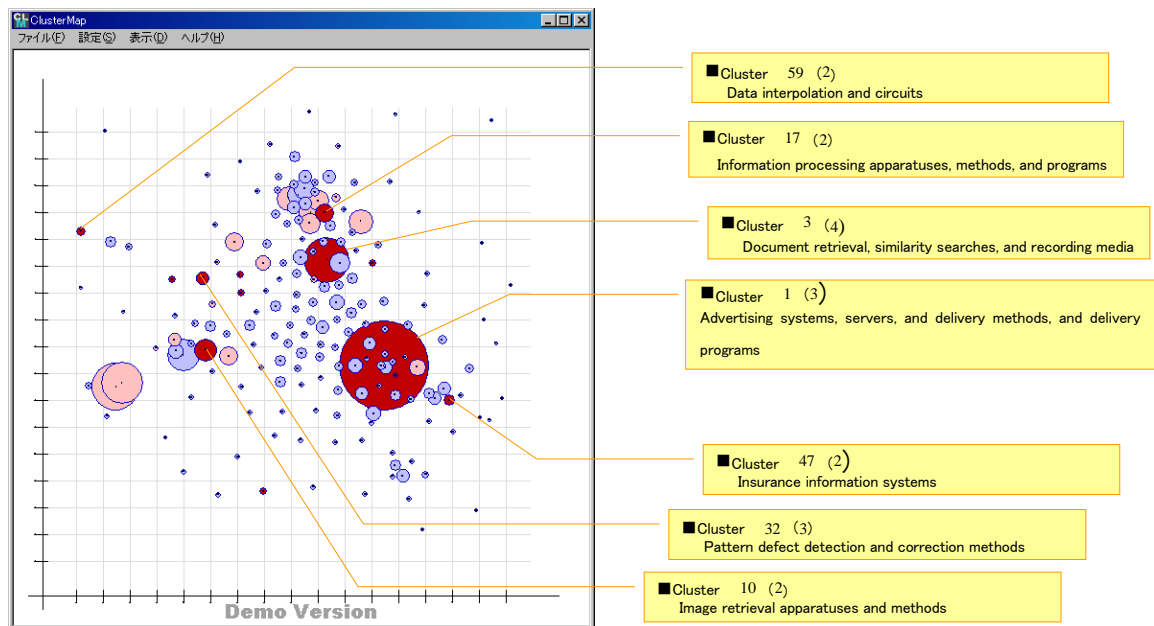 ClusterMap
ファイル(F) 設定(S) 表示(D) ヘルプ(H)
■Cluster 59 (2)
Data interpolation and circuits
■Cluster 17 (2)
Information processing apparatuses, methods, and programs
■Cluster 3 (4)
Document retrieval, similarity searches, and recording media
■Cluster 1 (3)
Advertising systems, servers, and delivery methods, and delivery
programs
■Cluster 47 (2)
Insurance information systems
■Cluster 32 (3)
Pattern defect detection and correction methods
■Cluster 10 (2)
Image retrieval apparatuses and methods
Demo Version